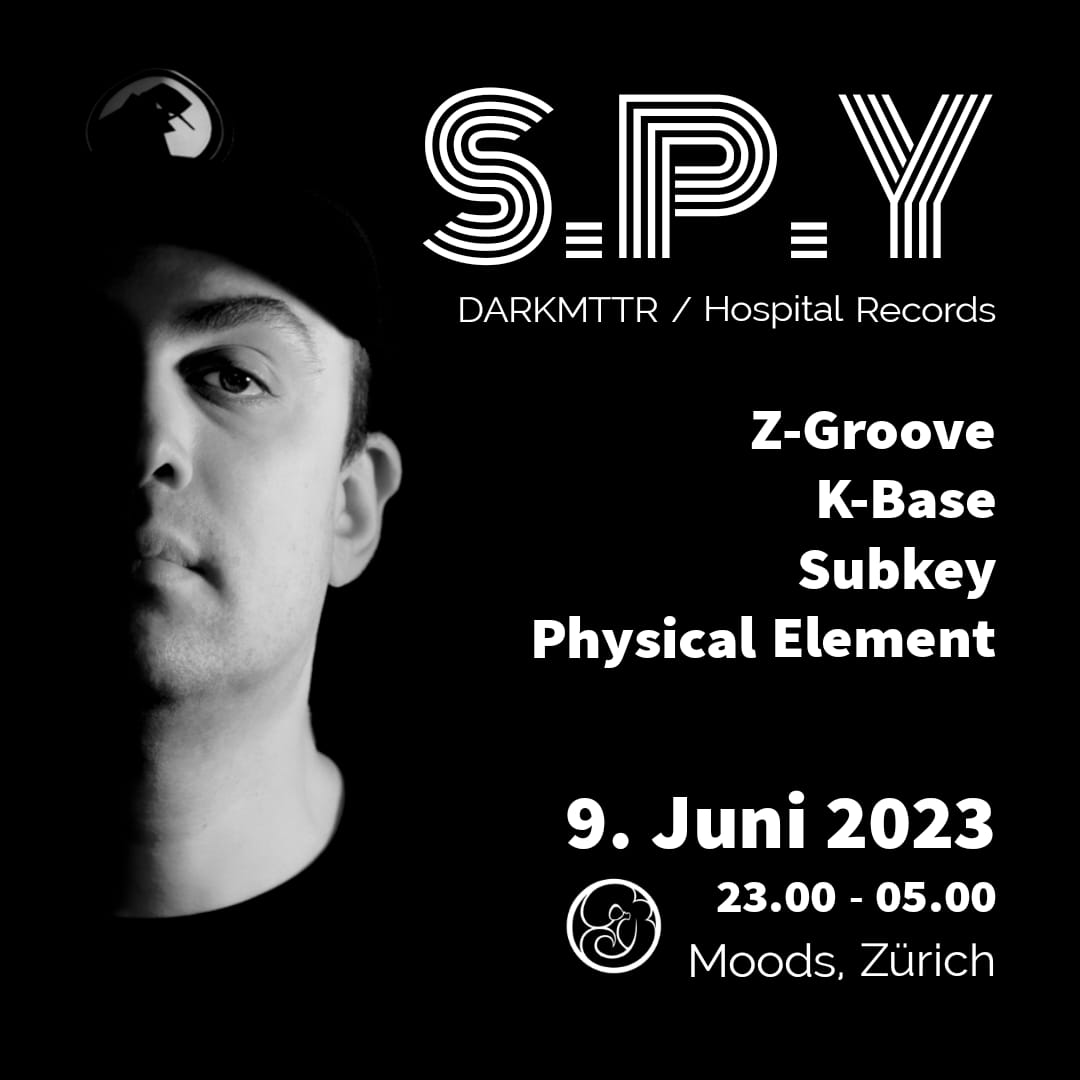 S.P.Y
DARKMTTR / Hospital Records
Z-Groove
K-Base
Subkey
Physical Element
9. Juni 2023
23.00 - 05.00
Moods, Zürich